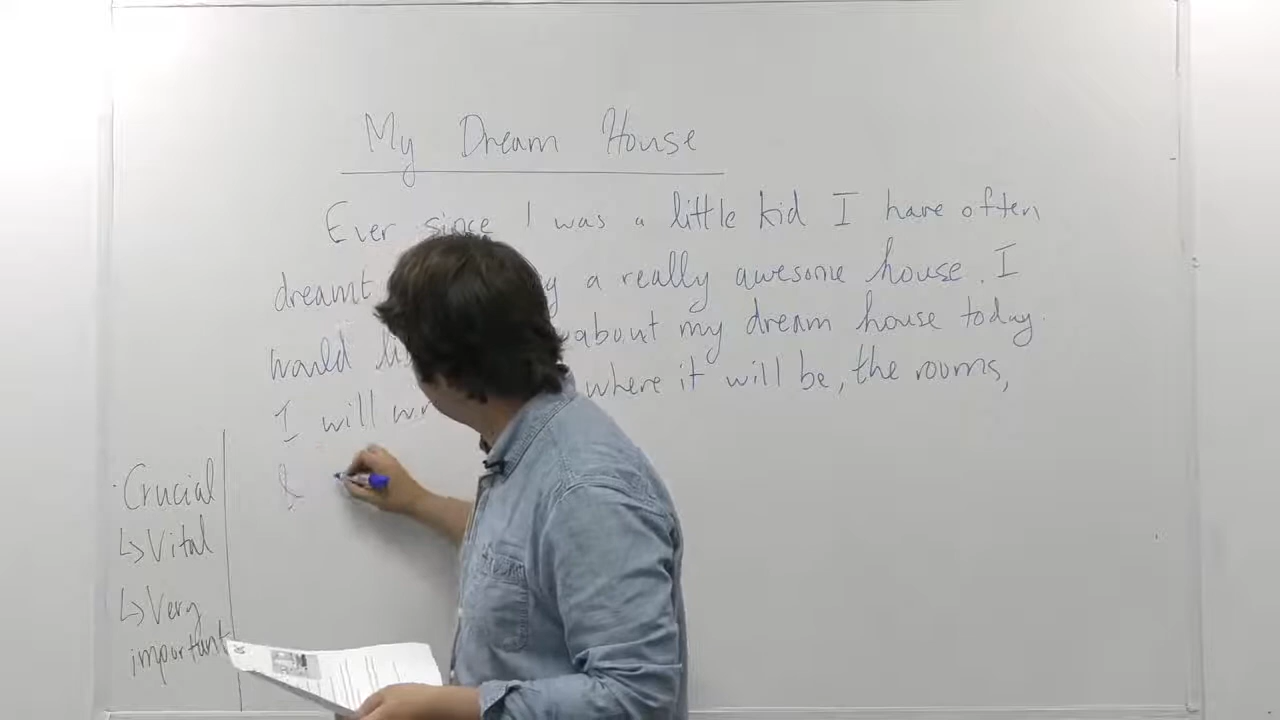 My Dream House
Ever since I was a little kid I have often
dreamt a really awesome house. I
would about my dream house today.
I will where it will be, the rooms,
&
Crucial
↳ Vital
↳ Very
important